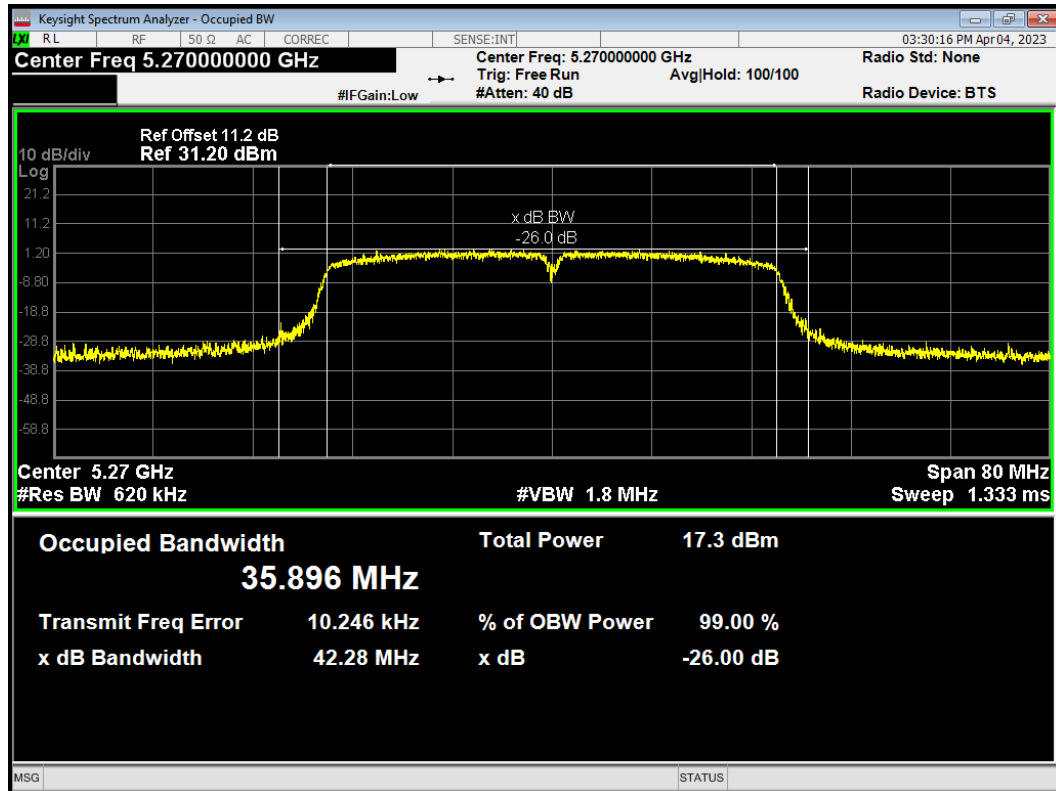 Keysight Spectrum Analyzer - Occupied BW
LXI RL RF 50 Ω AC CORREC SENSE:INT 03:30:16 PM Apr 04, 2023
Center Freq 5.270000000 GHz Center Freq: 5.270000000 GHz Radio Std: None
Trig: Free Run Avg|Hold: 100/100
#IFGain:Low #Atten: 40 dB Radio Device: BTS
Ref Offset 11.2 dB
10 dB/div Ref 31.20 dBm
Log
21.2
11.2
x dB BW
-26.0 dB
1.20
-8.80
-18.8
-28.8
-38.8
-48.8
-58.8
Center 5.27 GHz Span 80 MHz
#Res BW 620 kHz #VBW 1.8 MHz Sweep 1.333 ms
Occupied Bandwidth Total Power 17.3 dBm
35.896 MHz
Transmit Freq Error 10.246 kHz % of OBW Power 99.00 %
x dB Bandwidth 42.28 MHz x dB -26.00 dB
MSG STATUS